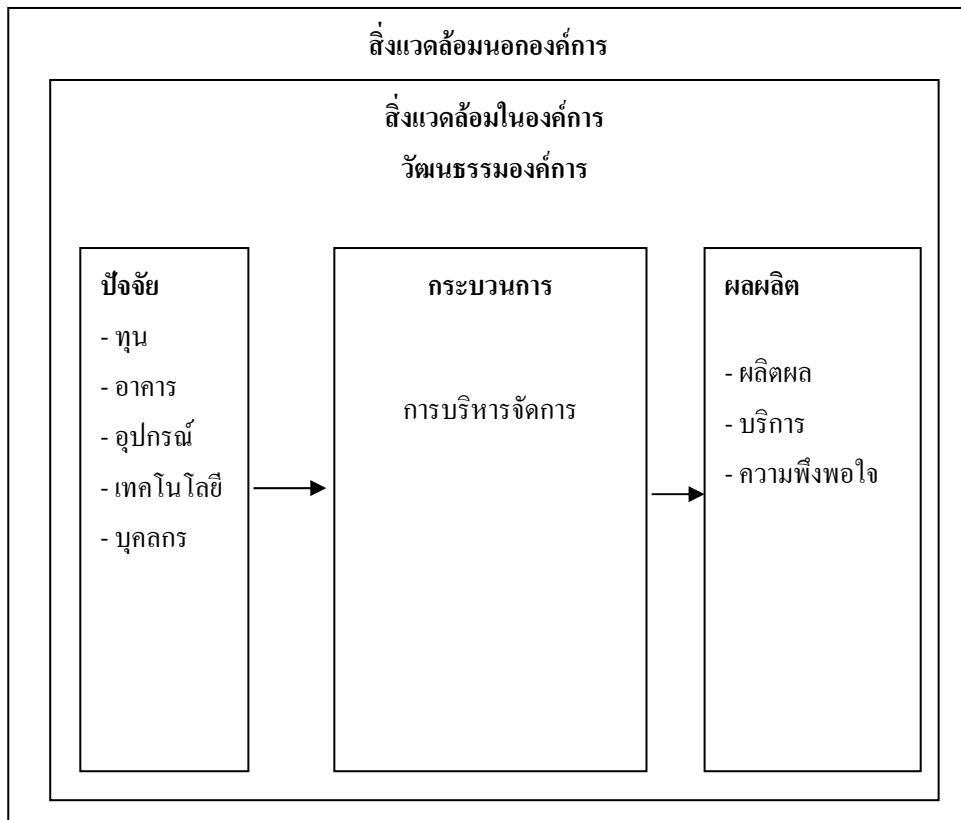 สิ่งแวดล้อมนอกองค์การ
สิ่งแวดล้อมในองค์การ
วัฒนธรรมองค์การ
ปัจจัย
- ทุน
- อาคาร
- อุปกรณ์
- เทคโนโลยี
- บุคลกร
กระบวนการ
การบริหารจัดการ
ผลผลิต
- ผลิตผล
- บริการ
- ความพึงพอใจ